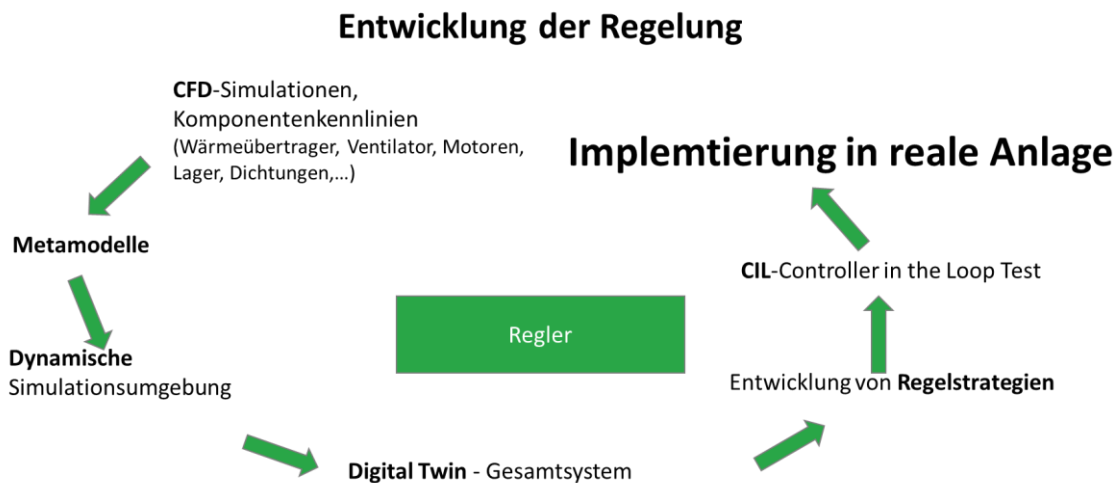 Entwicklung der Regelung
CFD-Simulationen,
Komponentenkennlinien
(Wärmeübertrager, Ventilator, Motoren,
Lager, Dichtungen,...)
Metamodelle
Dynamische
Simulationsumgebung
Digital Twin - Gesamtsystem
Regler
Entwicklung von Regelstrategien
CIL-Controller in the Loop Test
Implemtierung in reale Anlage